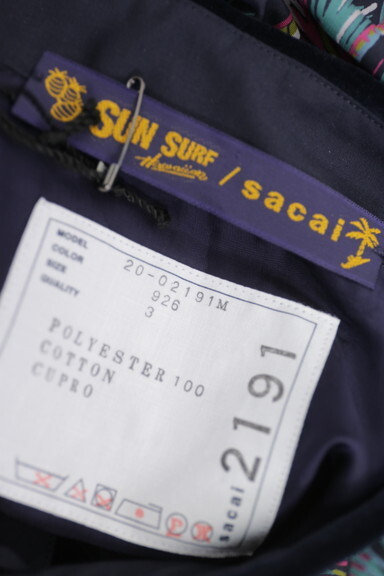 SUN SURF
Hawaiian
/ sacai
MODEL 20-02191M
COLOR 926
SIZE 3
QUALITY
POLYESTER 100
COTTON
CUPRO
sacai 2191
P